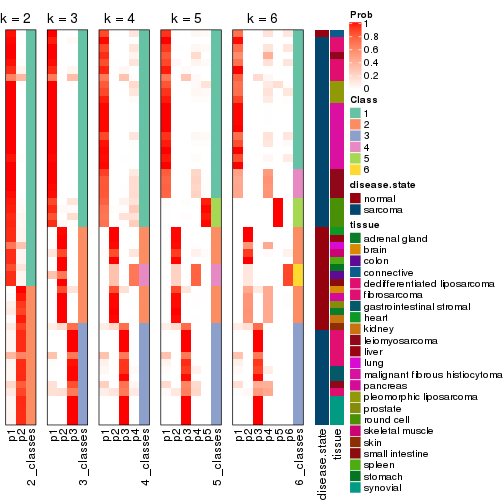 k = 2 k = 3 k = 4 k = 5 k = 6
Prob
1
0.8
0.6
0.4
0.2
0
Class
1
2
3
4
5
6
disease.state
normal
sarcoma
tissue
adrenal gland
brain
colon
connective
dedifferentiated liposarcoma
fibrosarcoma
gastrointestinal stromal
heart
kidney
leiomyosarcoma
liver
lung
malignant fibrous histiocytoma
pancreas
pleomorphic liposarcoma
prostate
round cell
skeletal muscle
skin
small intestine
spleen
stomach
synovial
p1 p2 2_classes p1 p2 p3 3_classes p1 p2 p3 p4 4_classes p1 p2 p3 p4 p5 5_classes p1 p2 p3 p4 p5 p6 6_classes disease.state tissue